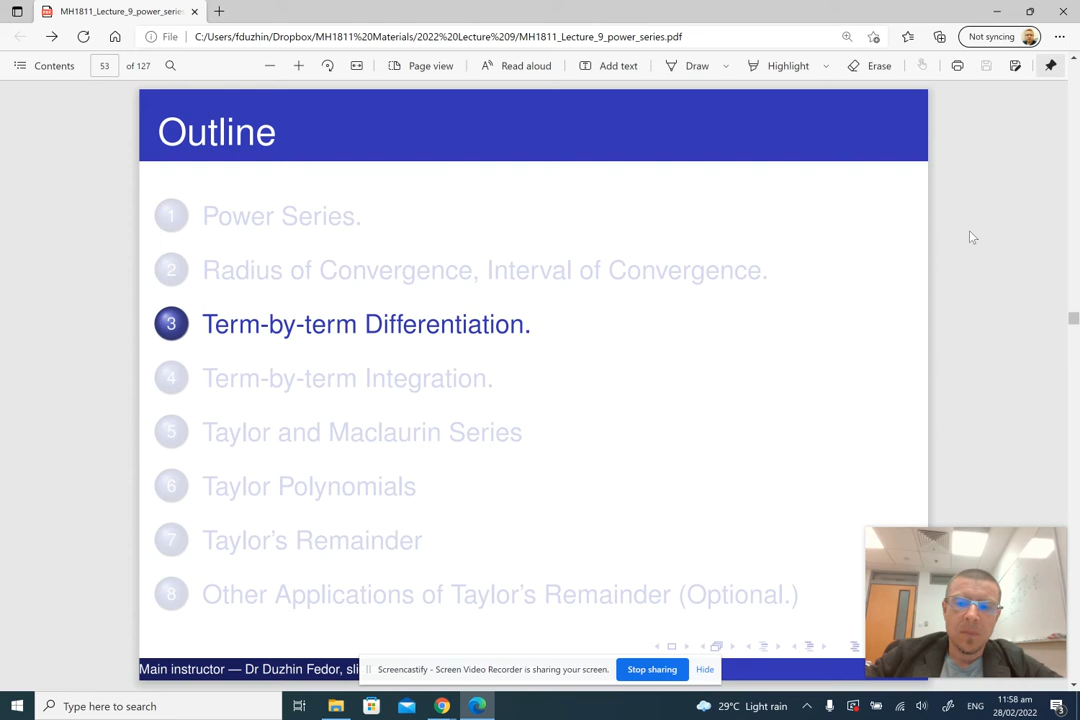 MH1811_Lecture_9_power_series
File
C:/Users/fduzhin/Dropbox/MH1811%20Materials/2022%20Lecture%209/MH1811_Lecture_9_power_series.pdf
Not syncing
Contents
53
of 127
Page view
Read aloud
Add text
Draw
Highlight
Erase
Outline
1 Power Series.
2 Radius of Convergence, Interval of Convergence.
3 Term-by-term Differentiation.
4 Term-by-term Integration.
5 Taylor and Maclaurin Series
6 Taylor Polynomials
7 Taylor's Remainder
8 Other Applications of Taylor's Remainder (Optional.)
Main instructor — Dr Duzhin Fedor, sli
Screencastify - Screen Video Recorder is sharing your screen.
Stop sharing
Hide
Type here to search
29°C Light rain
ENG
11:58 am
28/02/2022
3